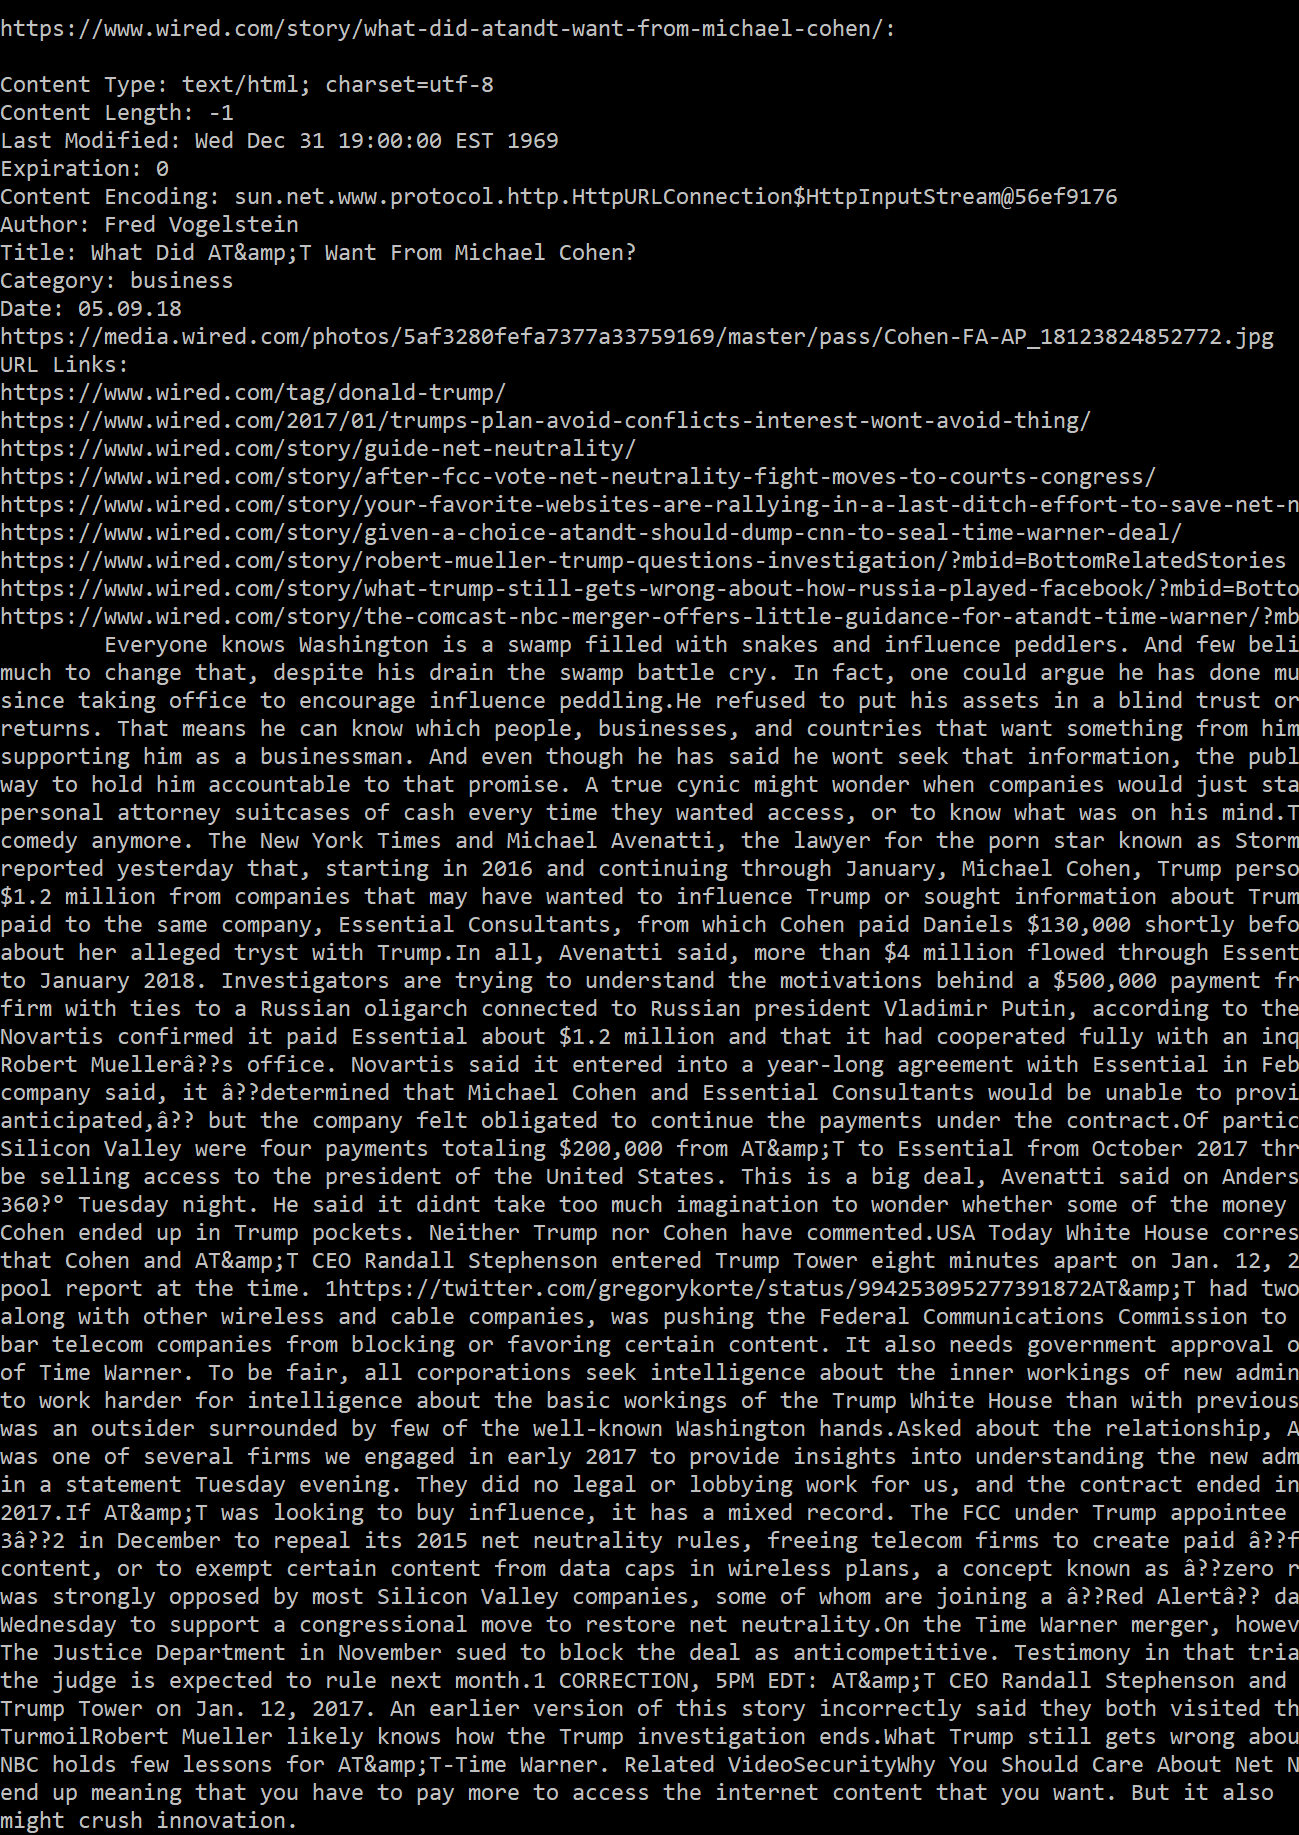 https://www.wired.com/story/what-did-atandt-want-from-michael-cohen/:
Content Type: text/html; charset=utf-8
Content Length: -1
Last Modified: Wed Dec 31 19:00:00 EST 1969
Expiration: 0
Content Encoding: sun.net.www.protocol.http.HttpURLConnection$HttpInputStream@56ef9176
Author: Fred Vogelstein
Title: What Did AT&amp;T Want From Michael Cohen?
Category: business
Date: 05.09.18
https://media.wired.com/photos/5af3280fefa7377a33759169/master/pass/Cohen-FA-AP_18123824852772.jpg
URL Links:
https://www.wired.com/tag/donald-trump/
https://www.wired.com/2017/01/trumps-plan-avoid-conflicts-interest-wont-avoid-thing/
https://www.wired.com/story/guide-net-neutrality/
https://www.wired.com/story/after-fcc-vote-net-neutrality-fight-moves-to-courts-congress/
https://www.wired.com/story/your-favorite-websites-are-rallying-in-a-last-ditch-effort-to-save-net-n
https://www.wired.com/story/given-a-choice-atandt-should-dump-cnn-to-seal-time-warner-deal/
https://www.wired.com/story/robert-mueller-trump-questions-investigation/?mbid=BottomRelatedStories
https://www.wired.com/story/what-trump-still-gets-wrong-about-how-russia-played-facebook/?mbid=Botto
https://www.wired.com/story/the-comcast-nbc-merger-offers-little-guidance-for-atandt-time-warner/?mb
Everyone knows Washington is a swamp filled with snakes and influence peddlers. And few beli
much to change that, despite his drain the swamp battle cry. In fact, one could argue he has done mu
since taking office to encourage influence peddling.He refused to put his assets in a blind trust or
returns. That means he can know which people, businesses, and countries that want something from him
supporting him as a businessman. And even though he has said he wont seek that information, the publ
way to hold him accountable to that promise. A true cynic might wonder when companies would just sta
personal attorney suitcases of cash every time they wanted access, or to know what was on his mind.T
comedy anymore. The New York Times and Michael Avenatti, the lawyer for the porn star known as Storm
reported yesterday that, starting in 2016 and continuing through January, Michael Cohen, Trump perso
$1.2 million from companies that may have wanted to influence Trump or sought information about Trum
paid to the same company, Essential Consultants, from which Cohen paid Daniels $130,000 shortly befo
about her alleged tryst with Trump.In all, Avenatti said, more than $4 million flowed through Essent
to January 2018. Investigators are trying to understand the motivations behind a $500,000 payment fr
firm with ties to a Russian oligarch connected to Russian president Vladimir Putin, according to the
Novartis confirmed it paid Essential about $1.2 million and that it had cooperated fully with an inq
Robert Muellerâ??s office. Novartis said it entered into a year-long agreement with Essential in Feb
company said, it â??determined that Michael Cohen and Essential Consultants would be unable to provi
anticipated,â?? but the company felt obligated to continue the payments under the contract.Of partic
Silicon Valley were four payments totaling $200,000 from AT&amp;T to Essential from October 2017 thr
be selling access to the president of the United States. This is a big deal, Avenatti said on Anders
360?° Tuesday night. He said it didnt take too much imagination to wonder whether some of the money
Cohen ended up in Trump pockets. Neither Trump nor Cohen have commented.USA Today White House corres
that Cohen and AT&amp;T CEO Randall Stephenson entered Trump Tower eight minutes apart on Jan. 12, 2
pool report at the time. 1https://twitter.com/gregorykorte/status/994253095277391872AT&amp;T had two
along with other wireless and cable companies, was pushing the Federal Communications Commission to
bar telecom companies from blocking or favoring certain content. It also needs government approval o
of Time Warner. To be fair, all corporations seek intelligence about the inner workings of new admin
to work harder for intelligence about the basic workings of the Trump White House than with previous
was an outsider surrounded by few of the well-known Washington hands.Asked about the relationship, A
was one of several firms we engaged in early 2017 to provide insights into understanding the new adm
in a statement Tuesday evening. They did no legal or lobbying work for us, and the contract ended in
2017.If AT&amp;T was looking to buy influence, it has a mixed record. The FCC under Trump appointee
3â??2 in December to repeal its 2015 net neutrality rules, freeing telecom firms to create paid â??f
content, or to exempt certain content from data caps in wireless plans, a concept known as â??zero r
was strongly opposed by most Silicon Valley companies, some of whom are joining a â??Red Alertâ?? da
Wednesday to support a congressional move to restore net neutrality.On the Time Warner merger, howev
The Justice Department in November sued to block the deal as anticompetitive. Testimony in that tria
the judge is expected to rule next month.1 CORRECTION, 5PM EDT: AT&amp;T CEO Randall Stephenson and
Trump Tower on Jan. 12, 2017. An earlier version of this story incorrectly said they both visited th
TurmoilRobert Mueller likely knows how the Trump investigation ends.What Trump still gets wrong abou
NBC holds few lessons for AT&amp;T-Time Warner. Related VideoSecurityWhy You Should Care About Net N
end up meaning that you have to pay more to access the internet content that you want. But it also
might crush innovation.